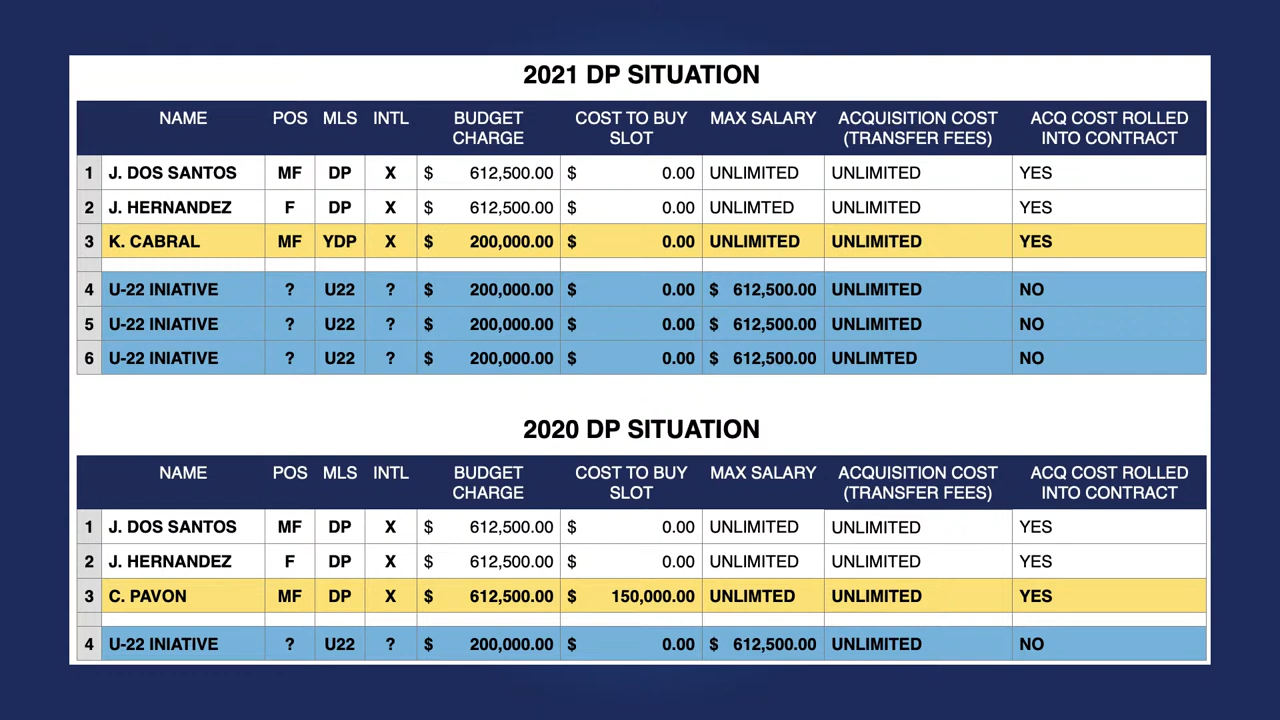 2021 DP SITUATION
NAME POS MLS INTL BUDGET CHARGE COST TO BUY SLOT MAX SALARY ACQUISITION COST (TRANSFER FEES) ACQ COST ROLLED INTO CONTRACT
1 J. DOS SANTOS MF DP X $ 612,500.00 $ 0.00 UNLIMITED UNLIMITED YES
2 J. HERNANDEZ F DP X $ 612,500.00 $ 0.00 UNLIMTED UNLIMITED YES
3 K. CABRAL MF YDP X $ 200,000.00 $ 0.00 UNLIMITED UNLIMITED YES
4 U-22 INIATIVE ? U22 ? $ 200,000.00 $ 0.00 $ 612,500.00 UNLIMITED NO
5 U-22 INIATIVE ? U22 ? $ 200,000.00 $ 0.00 $ 612,500.00 UNLIMITED NO
6 U-22 INIATIVE ? U22 ? $ 200,000.00 $ 0.00 $ 612,500.00 UNLIMTED NO
2020 DP SITUATION
NAME POS MLS INTL BUDGET CHARGE COST TO BUY SLOT MAX SALARY ACQUISITION COST (TRANSFER FEES) ACQ COST ROLLED INTO CONTRACT
1 J. DOS SANTOS MF DP X $ 612,500.00 $ 0.00 UNLIMITED UNLIMITED YES
2 J. HERNANDEZ F DP X $ 612,500.00 $ 0.00 UNLIMITED UNLIMITED YES
3 C. PAVON MF DP X $ 612,500.00 $ 150,000.00 UNLIMTED UNLIMITED YES
4 U-22 INIATIVE ? U22 ? $ 200,000.00 $ 0.00 $ 612,500.00 UNLIMITED NO